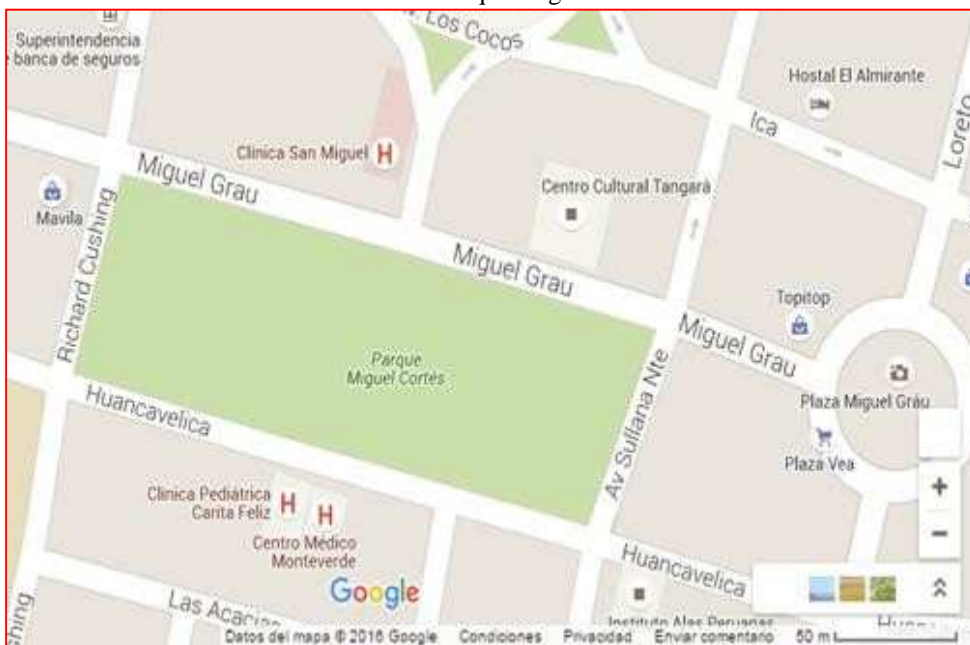 Los Cocos
Superintendencia
banca de seguros
Hostal El Almirante
Ica
Loreto
Clinica San Miguel
H
Miguel Grau
Centro Cultural Tangará
Mavila
Richard Cushing
Miguel Grau
Topitop
Miguel Grau
Parque
Miguel Cortés
Av Sullana Nte
Plaza Miguel Grau
Huancavelica
Plaza Vea
Clinica Pediátrica
Carita Feliz
H
H
Centro Médico
Monteverde
+
−
Huancavelica
Google
Las Acacias
Instituto Alas Peruanas
Datos del mapa © 2016 Google Condiciones Privacidad Enviar comentario 50 m